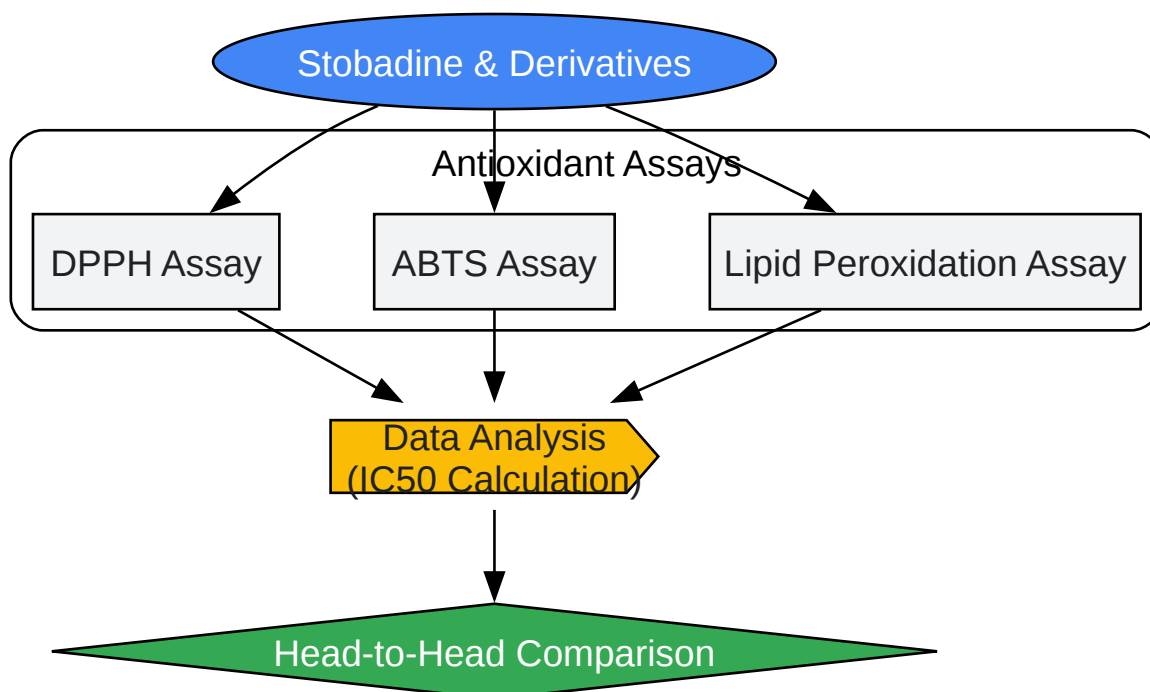 Stobadine & Derivatives
Antioxidant Assays
DPPH Assay
ABTS Assay
Lipid Peroxidation Assay
Data Analysis
(IC50 Calculation)
Head-to-Head Comparison